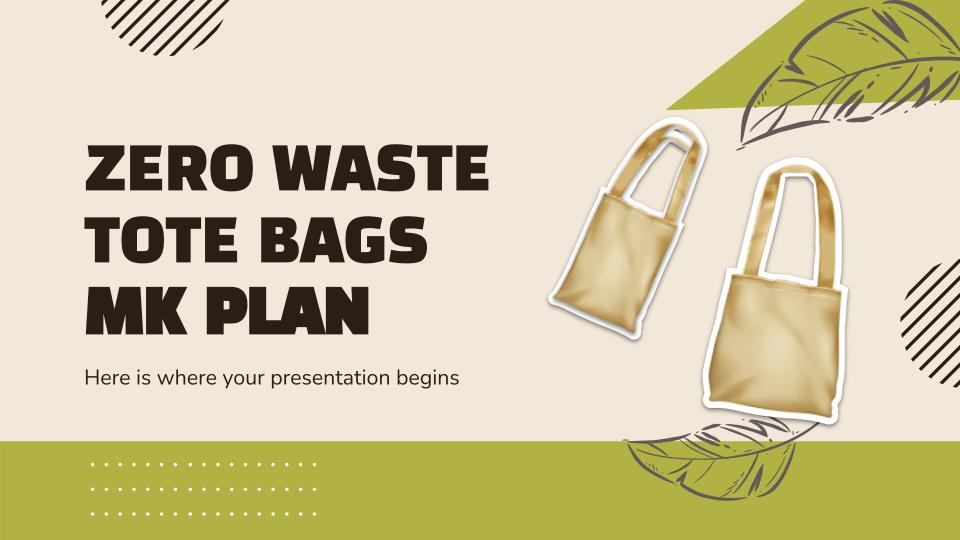 ZERO WASTE
TOTE BAGS
MK PLAN
Here is where your presentation begins